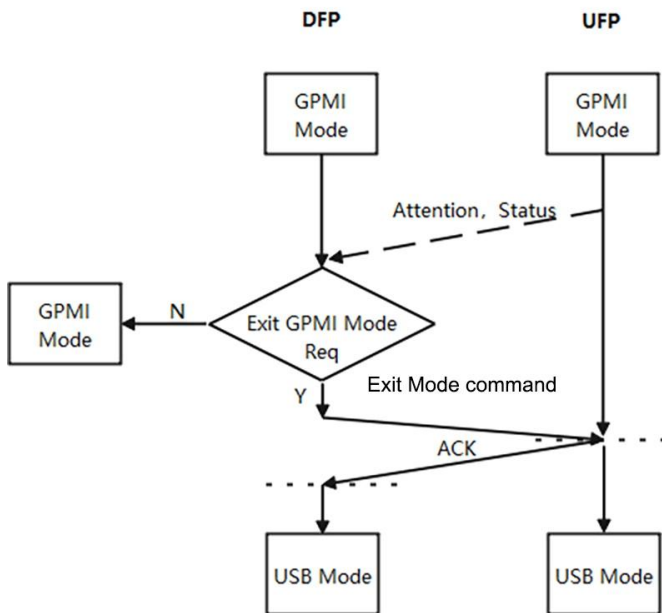 DFP
UFP
GPMI
Mode
GPMI
Mode
Attention, Status
GPMI
Mode
N
Exit GPMI Mode
Req
Y
Exit Mode command
ACK
USB Mode
USB Mode